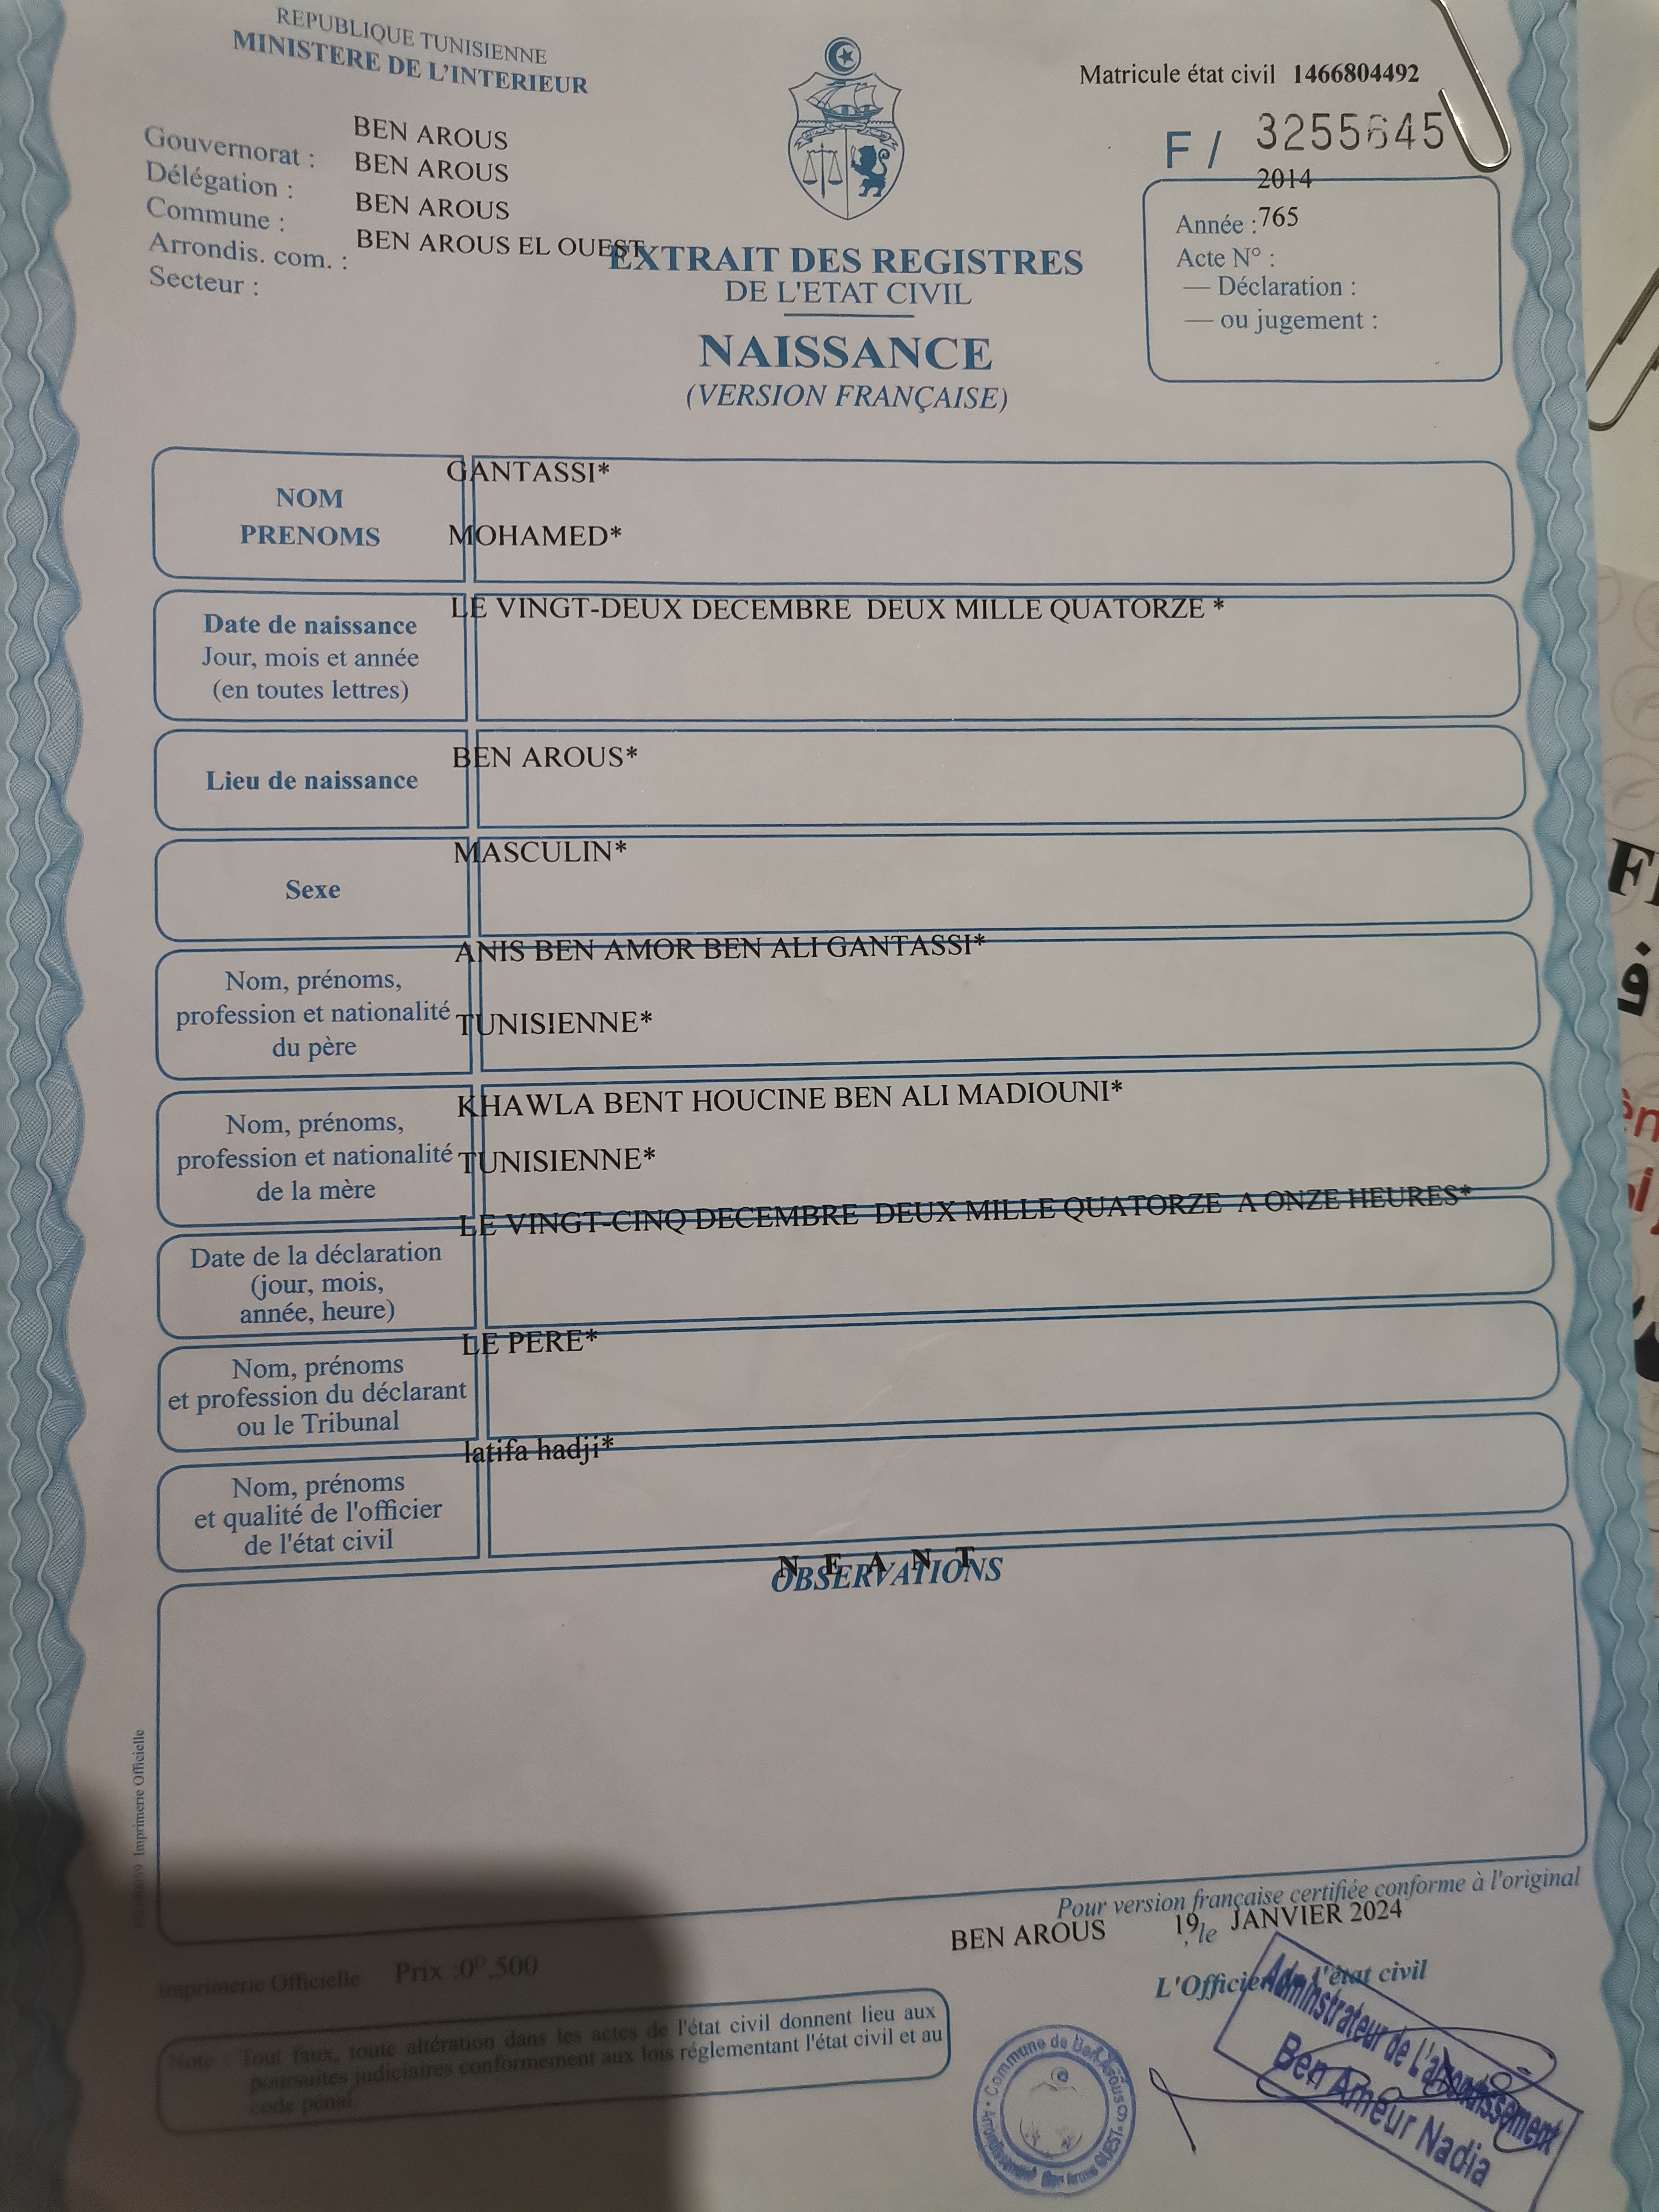 REPUBLIQUE TUNISIENNE
MINISTERE DE L'INTERIEUR
Matricule état civil 1466804492
F / 3255645
Gouvernorat : BEN AROUS
Délégation : BEN AROUS
Commune : BEN AROUS
Arrondis. com. : BEN AROUS EL OUEST
Secteur :
2014
Année : 765
Acte N° :
— Déclaration :
— ou jugement :
EXTRAIT DES REGISTRES
DE L'ETAT CIVIL
NAISSANCE
(VERSION FRANÇAISE)
NOM GANTASSI*
PRENOMS MOHAMED*
LE VINGT-DEUX DECEMBRE DEUX MILLE QUATORZE *
Date de naissance
Jour, mois et année
(en toutes lettres)
BEN AROUS*
Lieu de naissance
MASCULIN*
Sexe
ANIS BEN AMOR BEN ALI GANTASSI*
Nom, prénoms,
profession et nationalité TUNISIENNE*
du père
KHAWLA BENT HOUCINE BEN ALI MADIOUNI*
Nom, prénoms,
profession et nationalité TUNISIENNE*
de la mère
LE VINGT-CINQ DECEMBRE DEUX MILLE QUATORZE A ONZE HEURES*
Date de la déclaration
(jour, mois,
année, heure)
LE PERE*
Nom, prénoms
et profession du déclarant
ou le Tribunal
latifa hadji*
Nom, prénoms
et qualité de l'officier
de l'état civil
N E A N T
OBSERVATIONS
Imprimerie Officielle
Pour version française certifiée conforme à l'original
BEN AROUS 19 , le JANVIER 2024
L'Officier l'état civil
Imprimerie Officielle Prix :0ᴰ,500
Note : Tout faux, toute altération dans les actes de l'état civil donnent lieu aux
poursuites judiciaires conformement aux lois réglementant l'état civil et au
code pénal.
Commune de Ben Arous
Arrondissement Ben Arous OUEST
Adminstrateur de L'arrondissement
Ben Ameur Nadia